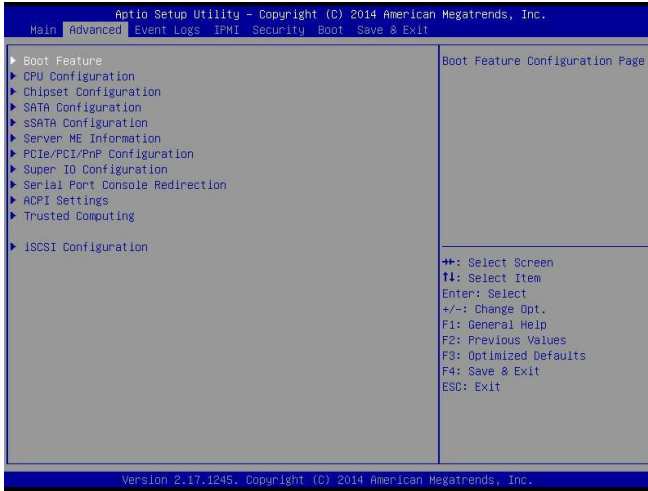 Aptio Setup Utility – Copyright (C) 2014 American Megatrends, Inc.
Main Advanced Event Logs IPMI Security Boot Save & Exit
Boot Feature
CPU Configuration
Chipset Configuration
SATA Configuration
sSATA Configuration
Server ME Information
PCIe/PCI/PnP Configuration
Super IO Configuration
Serial Port Console Redirection
ACPI Settings
Trusted Computing
iSCSI Configuration
Boot Feature Configuration Page
→←: Select Screen
↑↓: Select Item
Enter: Select
+/-: Change Opt.
F1: General Help
F2: Previous Values
F3: Optimized Defaults
F4: Save & Exit
ESC: Exit
Version 2.17.1245. Copyright (C) 2014 American Megatrends, Inc.